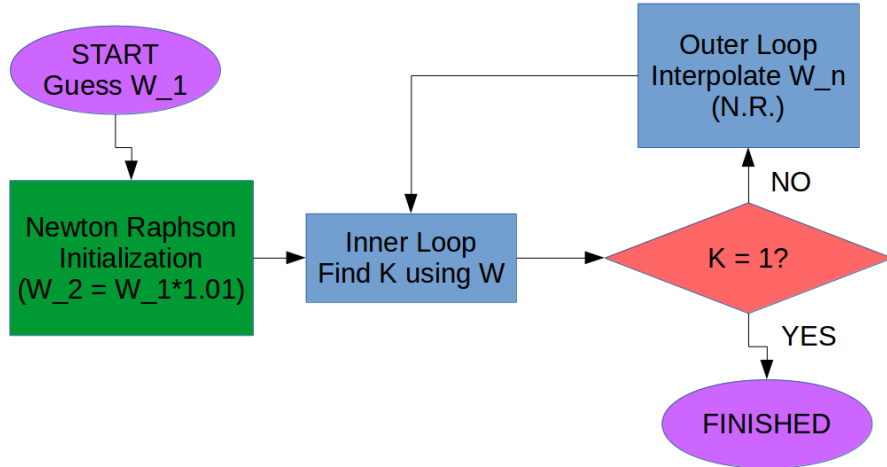 START
Guess W_1
Newton Raphson
Initialization
(W_2 = W_1*1.01)
Inner Loop
Find K using W
Outer Loop
Interpolate W_n
(N.R.)
NO
K = 1?
YES
FINISHED